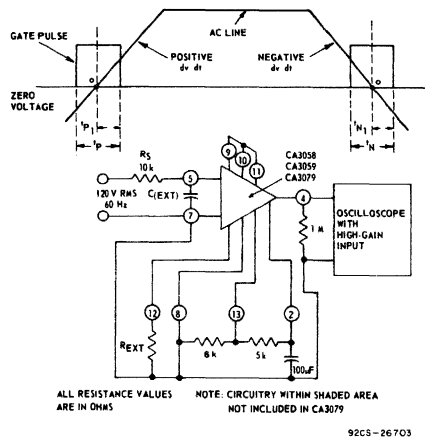 AC LINE
GATE PULSE
POSITIVE
dv dt
NEGATIVE
dv dt
ZERO
VOLTAGE
tP1
tP
tN1
tN
RS
10k
9
10
11
CA3058
CA3059
CA3079
5
120 V RMS
60 Hz
C(EXT)
7
4
1 M
OSCILLOSCOPE
WITH
HIGH-GAIN
INPUT
12
8
13
2
REXT
6k
5k
100µF
ALL RESISTANCE VALUES
ARE IN OHMS
NOTE: CIRCUITRY WITHIN SHADED AREA
NOT INCLUDED IN CA3079
92CS-26703